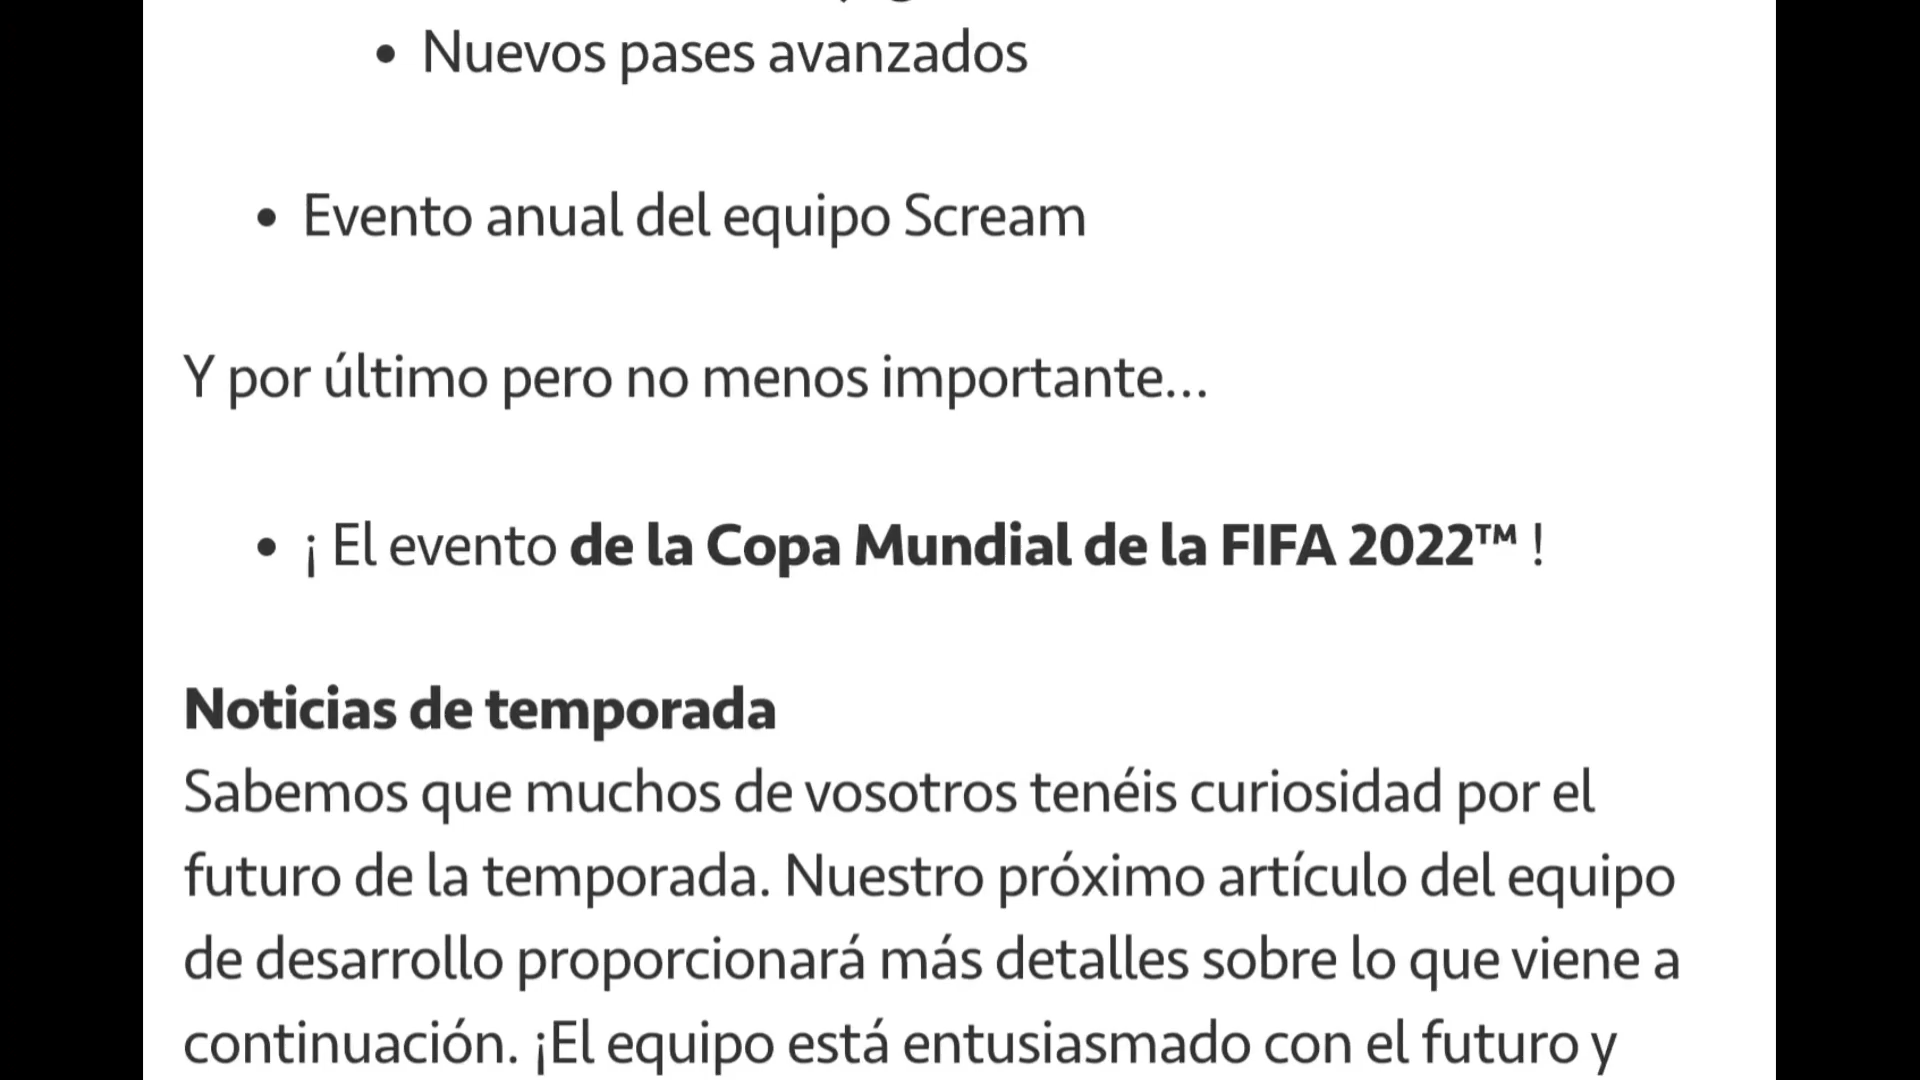 • Nuevos pases avanzados
• Evento anual del equipo Scream
Y por último pero no menos importante...
• ¡ El evento de la Copa Mundial de la FIFA 2022™ !
Noticias de temporada
Sabemos que muchos de vosotros tenéis curiosidad por el
futuro de la temporada. Nuestro próximo artículo del equipo
de desarrollo proporcionará más detalles sobre lo que viene a
continuación. ¡El equipo está entusiasmado con el futuro y